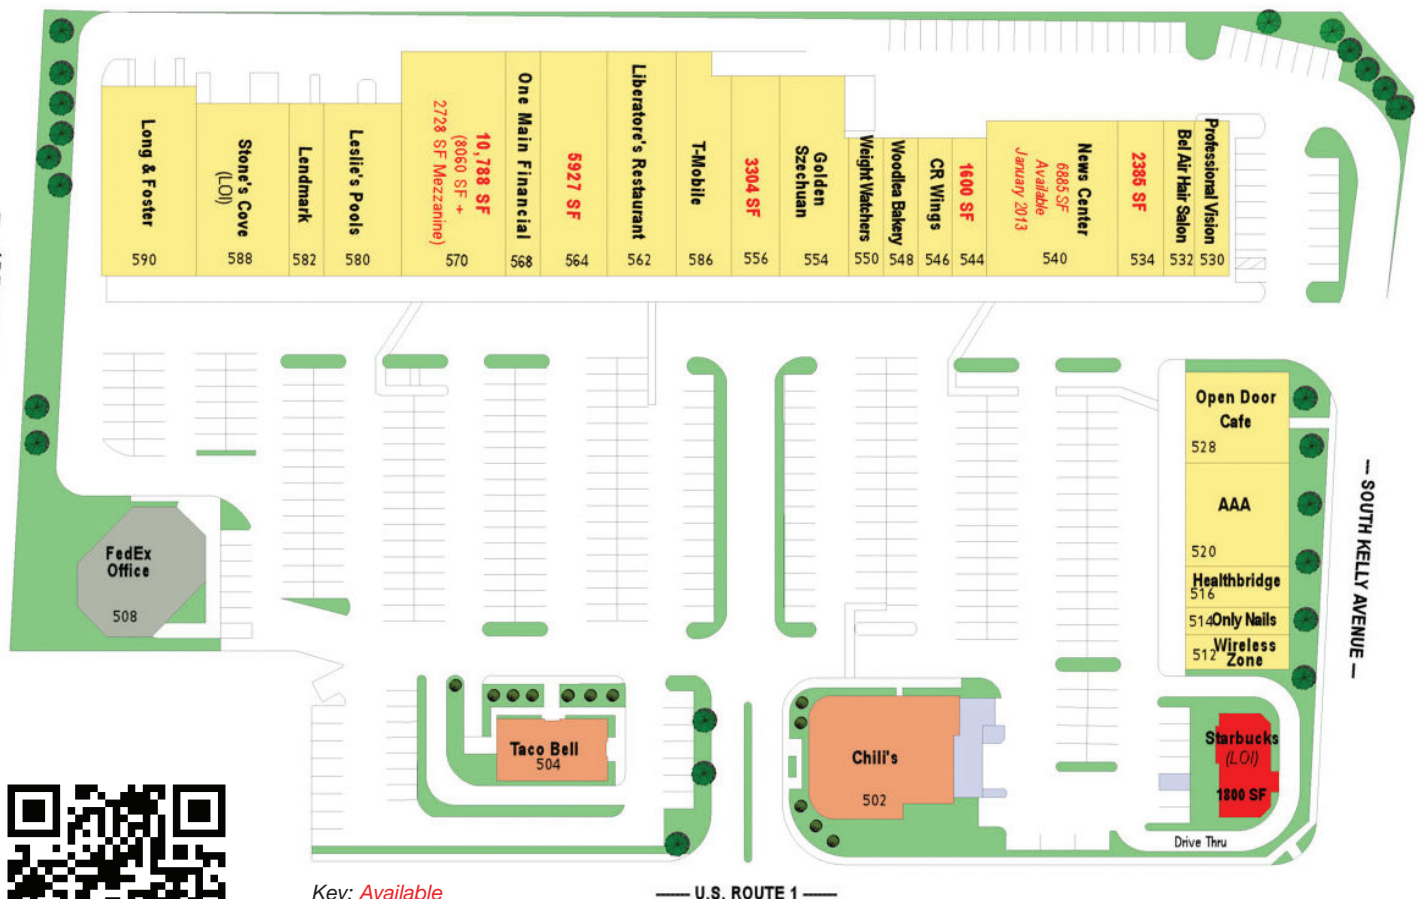 Long & Foster
590
Stone's Cove
(LOI)
588
Lendmark
582
Leslie's Pools
580
10,788 SF
(8060 SF +
2728 SF Mezzanine)
570
One Main Financial
568
5927 SF
564
Liberatore's Restaurant
562
T-Mobile
586
3304 SF
556
Golden
Szechuan
554
Weight Watchers
550
Woodlea Bakery
548
CR Wings
546
1600 SF
544
News Center
6885 SF
Available
January 2013
540
2385 SF
534
Bel Air Hair Salon
532
Professional Vision
530
Open Door
Cafe
528
AAA
520
Healthbridge
516
514 Only Nails
512 Wireless
Zone
— SOUTH KELLY AVENUE —
FedEx
Office
508
Taco Bell
504
Chili's
502
Starbucks
(LOI)
1800 SF
Drive Thru
Key: Available
—— U.S. ROUTE 1 ——